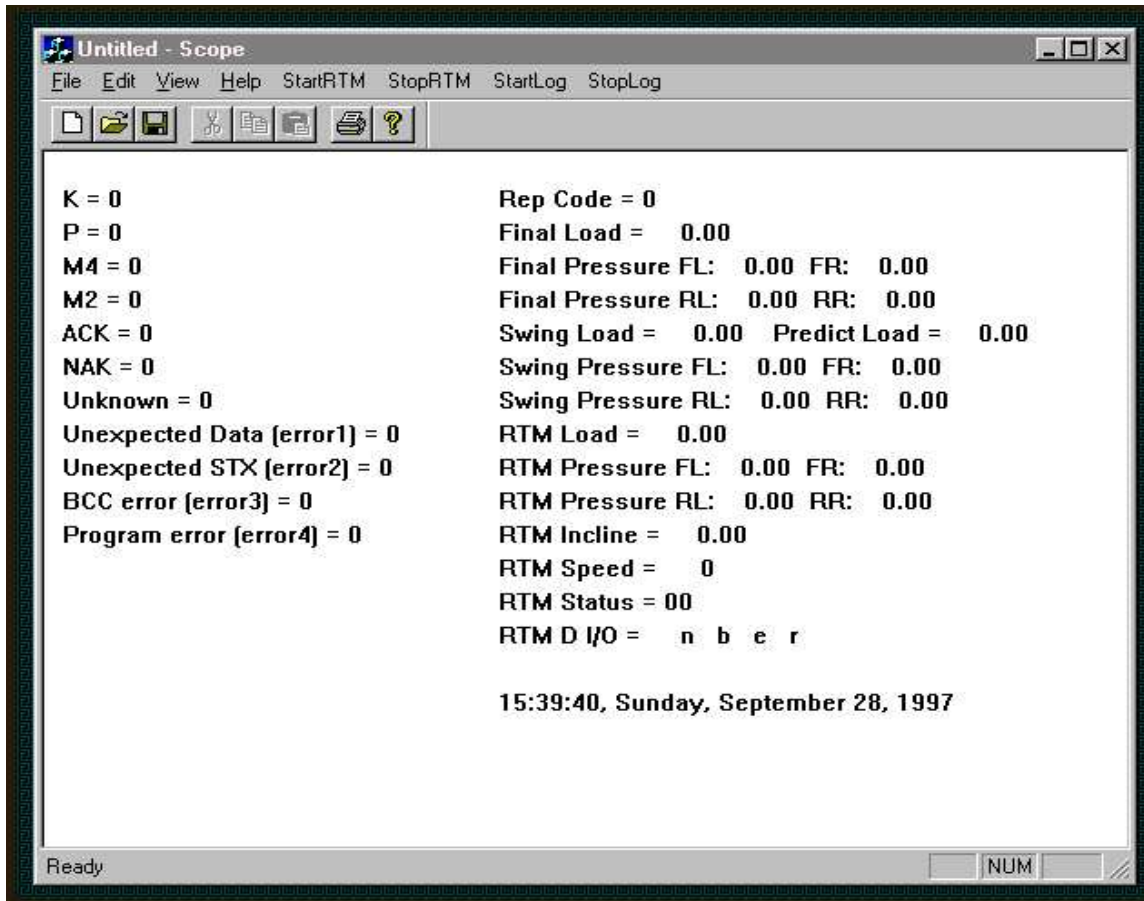 Untitled - Scope
File Edit View Help StartRTM StopRTM StartLog StopLog
K = 0
P = 0
M4 = 0
M2 = 0
ACK = 0
NAK = 0
Unknown = 0
Unexpected Data (error1) = 0
Unexpected STX (error2) = 0
BCC error (error3) = 0
Program error (error4) = 0
Rep Code = 0
Final Load = 0.00
Final Pressure FL: 0.00 FR: 0.00
Final Pressure RL: 0.00 RR: 0.00
Swing Load = 0.00 Predict Load = 0.00
Swing Pressure FL: 0.00 FR: 0.00
Swing Pressure RL: 0.00 RR: 0.00
RTM Load = 0.00
RTM Pressure FL: 0.00 FR: 0.00
RTM Pressure RL: 0.00 RR: 0.00
RTM Incline = 0.00
RTM Speed = 0
RTM Status = 00
RTM D I/O = n b e r
15:39:40, Sunday, September 28, 1997
Ready NUM